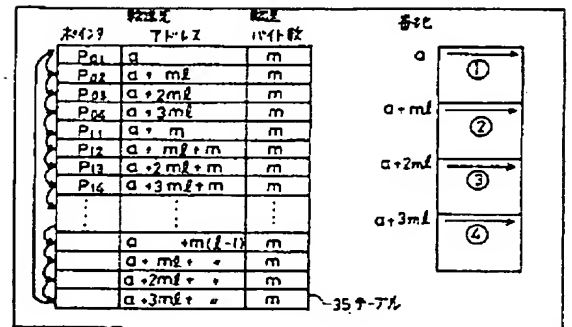 ポインタ 転送先アドレス 転送バイト数
P01 a m
P02 a + mℓ m
P03 a + 2mℓ m
P04 a + 3mℓ m
P11 a + m m
P12 a + mℓ + m m
P13 a + 2mℓ + m m
P14 a + 3mℓ + m m
a + m(ℓ-1) m
a + mℓ + 〃 m
a + 2mℓ + 〃 m
a + 3mℓ + 〃 m
35 テーブル
番地
a ①
a + mℓ ②
a + 2mℓ ③
a + 3mℓ ④